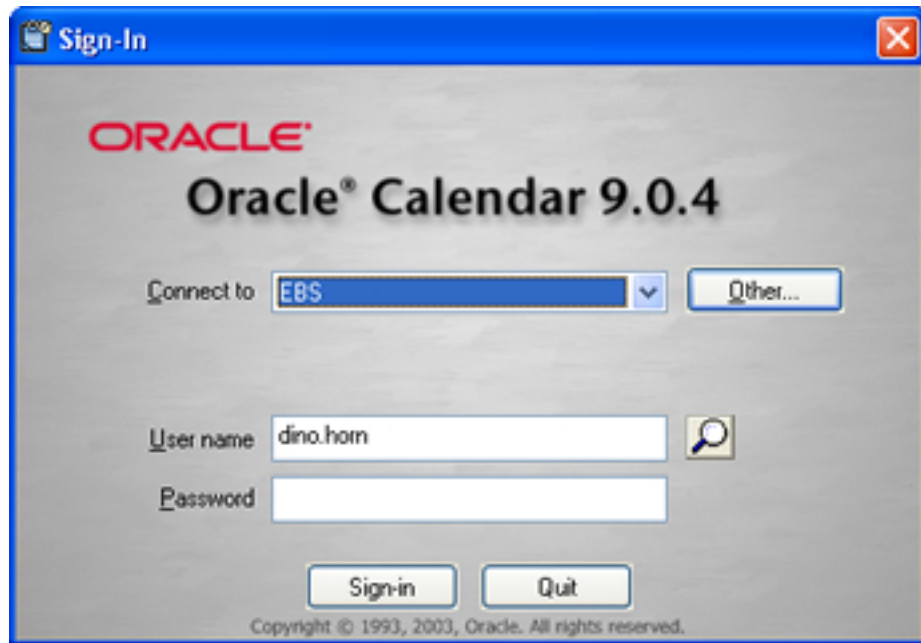 Sign-In
ORACLE
Oracle® Calendar 9.0.4
Connect to EBS Other...
User name dino.horn
Password
Sign-in Quit
Copyright © 1993, 2003, Oracle. All rights reserved.